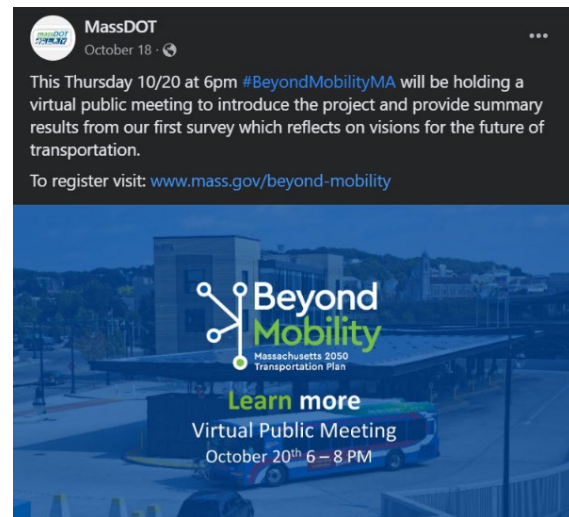 MassDOT
October 18 ·
This Thursday 10/20 at 6pm #BeyondMobilityMA will be holding a
virtual public meeting to introduce the project and provide summary
results from our first survey which reflects on visions for the future of
transportation.
To register visit: www.mass.gov/beyond-mobility
Beyond
Mobility
Massachusetts 2050
Transportation Plan
Learn more
Virtual Public Meeting
October 20th 6 – 8 PM